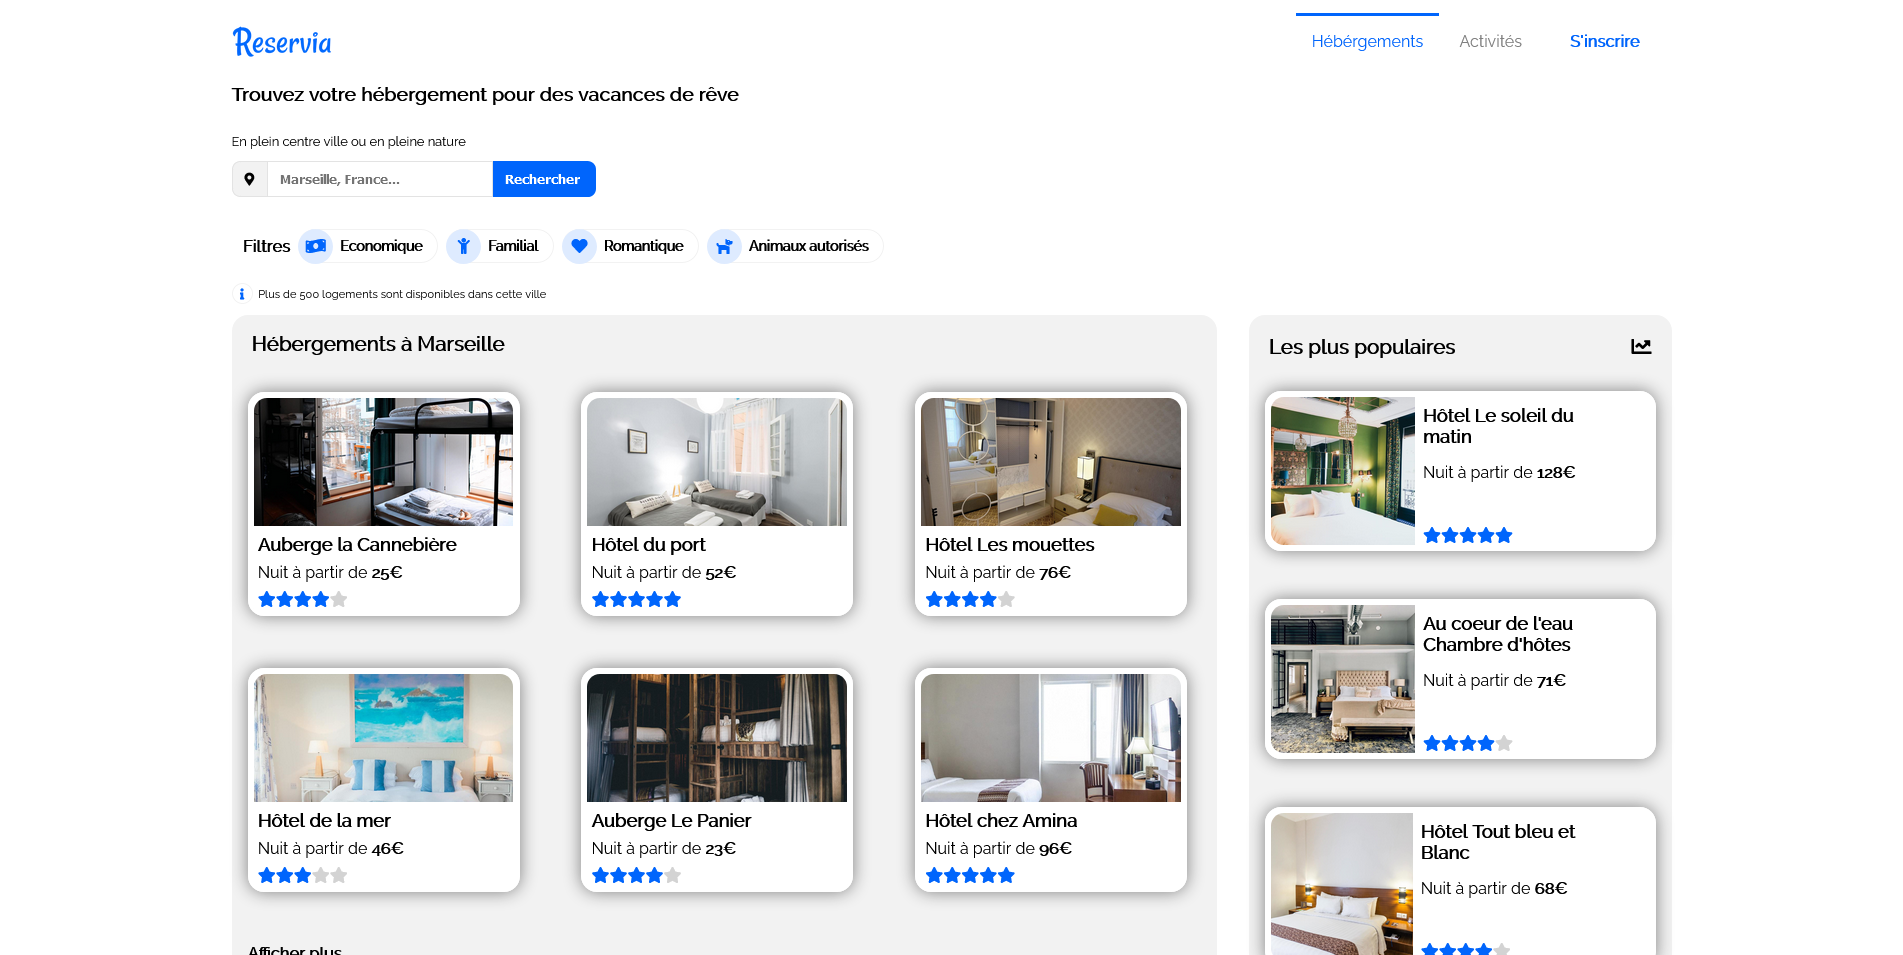 Reservia
Hébérgements
Activités
S'inscrire
Trouvez votre hébergement pour des vacances de rêve
En plein centre ville ou en pleine nature
Marseille, France...
Rechercher
Filtres
Economique
Familial
Romantique
Animaux autorisés
Plus de 500 logements sont disponibles dans cette ville
Hébergements à Marseille
Auberge la Cannebière
Nuit à partir de 25€
Hôtel du port
Nuit à partir de 52€
Hôtel Les mouettes
Nuit à partir de 76€
Hôtel de la mer
Nuit à partir de 46€
Auberge Le Panier
Nuit à partir de 23€
Hôtel chez Amina
Nuit à partir de 96€
Afficher plus
Les plus populaires
Hôtel Le soleil du
matin
Nuit à partir de 128€
Au coeur de l'eau
Chambre d'hôtes
Nuit à partir de 71€
Hôtel Tout bleu et
Blanc
Nuit à partir de 68€